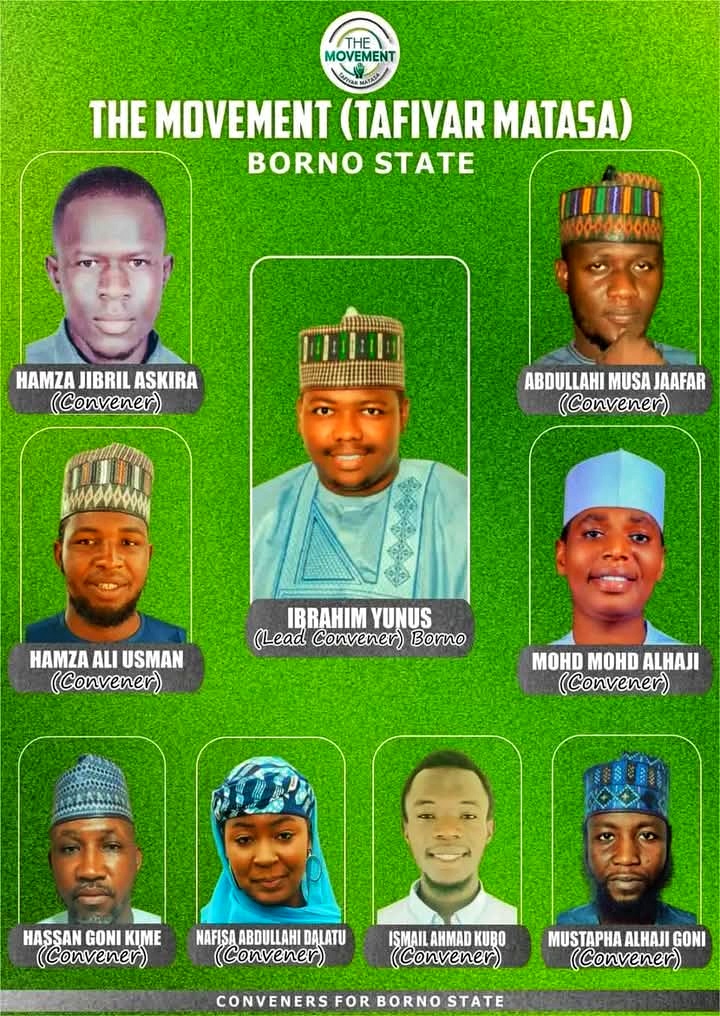 THE
MOVEMENT
TAFIYAR MATASA
THE MOVEMENT (TAFIYAR MATASA)
BORNO STATE
HAMZA JIBRIL ASKIRA
(Convener)
ABDULLAHI MUSA JAAFAR
(Convener)
IBRAHIM YUNUS
(Lead Convener) Borno
HAMZA ALI USMAN
(Convener)
MOHD MOHD ALHAJI
(Convener)
HASSAN GONI KIME
(Convener)
NAFISA ABDULLAHI DALATU
(Convener)
ISMAIL AHMAD KUBO
(Convener)
MUSTAPHA ALHAJI GONI
(Convener)
CONVENERS FOR BORNO STATE